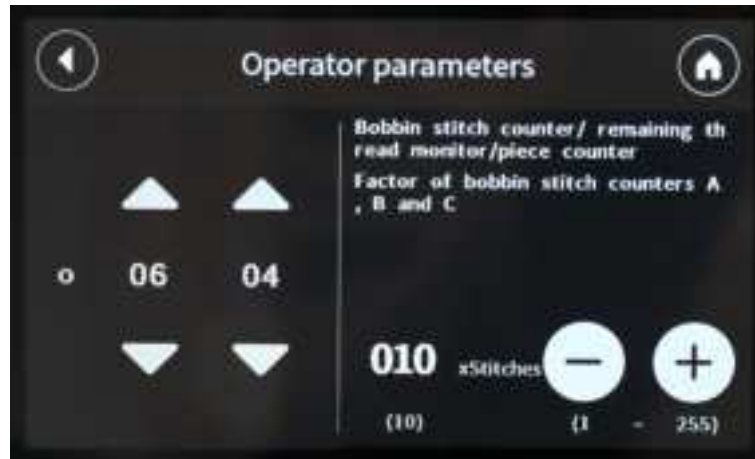 Operator parameters
Bobbin stitch counter/ remaining th
read monitor/piece counter
Factor of bobbin stitch counters A
, B and C
o 06 04
010 xStitches − +
(10) (1 - 255)